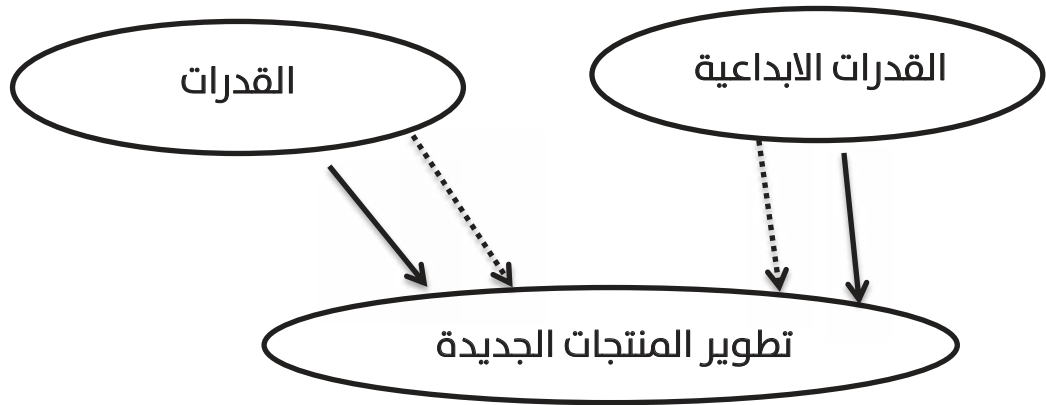 القدرات الابداعية
القدرات
تطوير المنتجات الجديدة